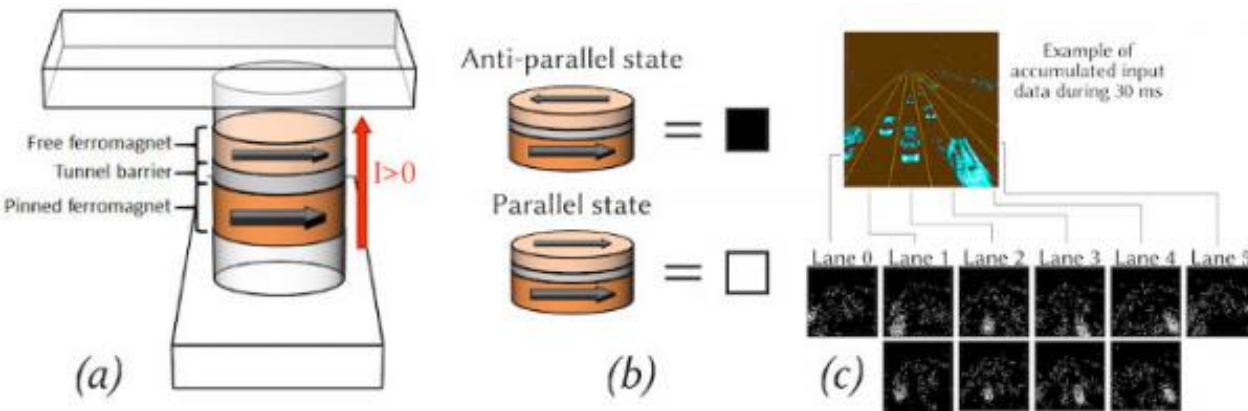 Free ferromagnet
Tunnel barrier
Pinned ferromagnet
I>0
(a)
Anti-parallel state
=
Parallel state
=
(b)
Example of
accumulated input
data during 30 ms
Lane 0 Lane 1 Lane 2 Lane 3 Lane 4 Lane 5
(c)